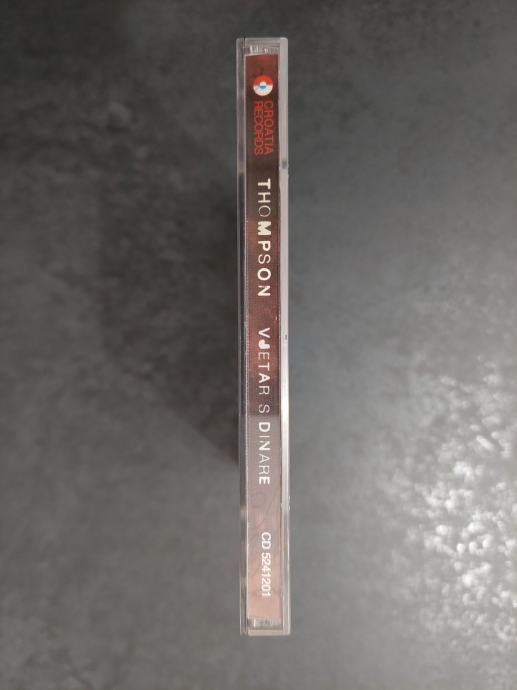 CROATIA
RECORDS
THOMPSON VJETAR S DINARE
CD 5241201